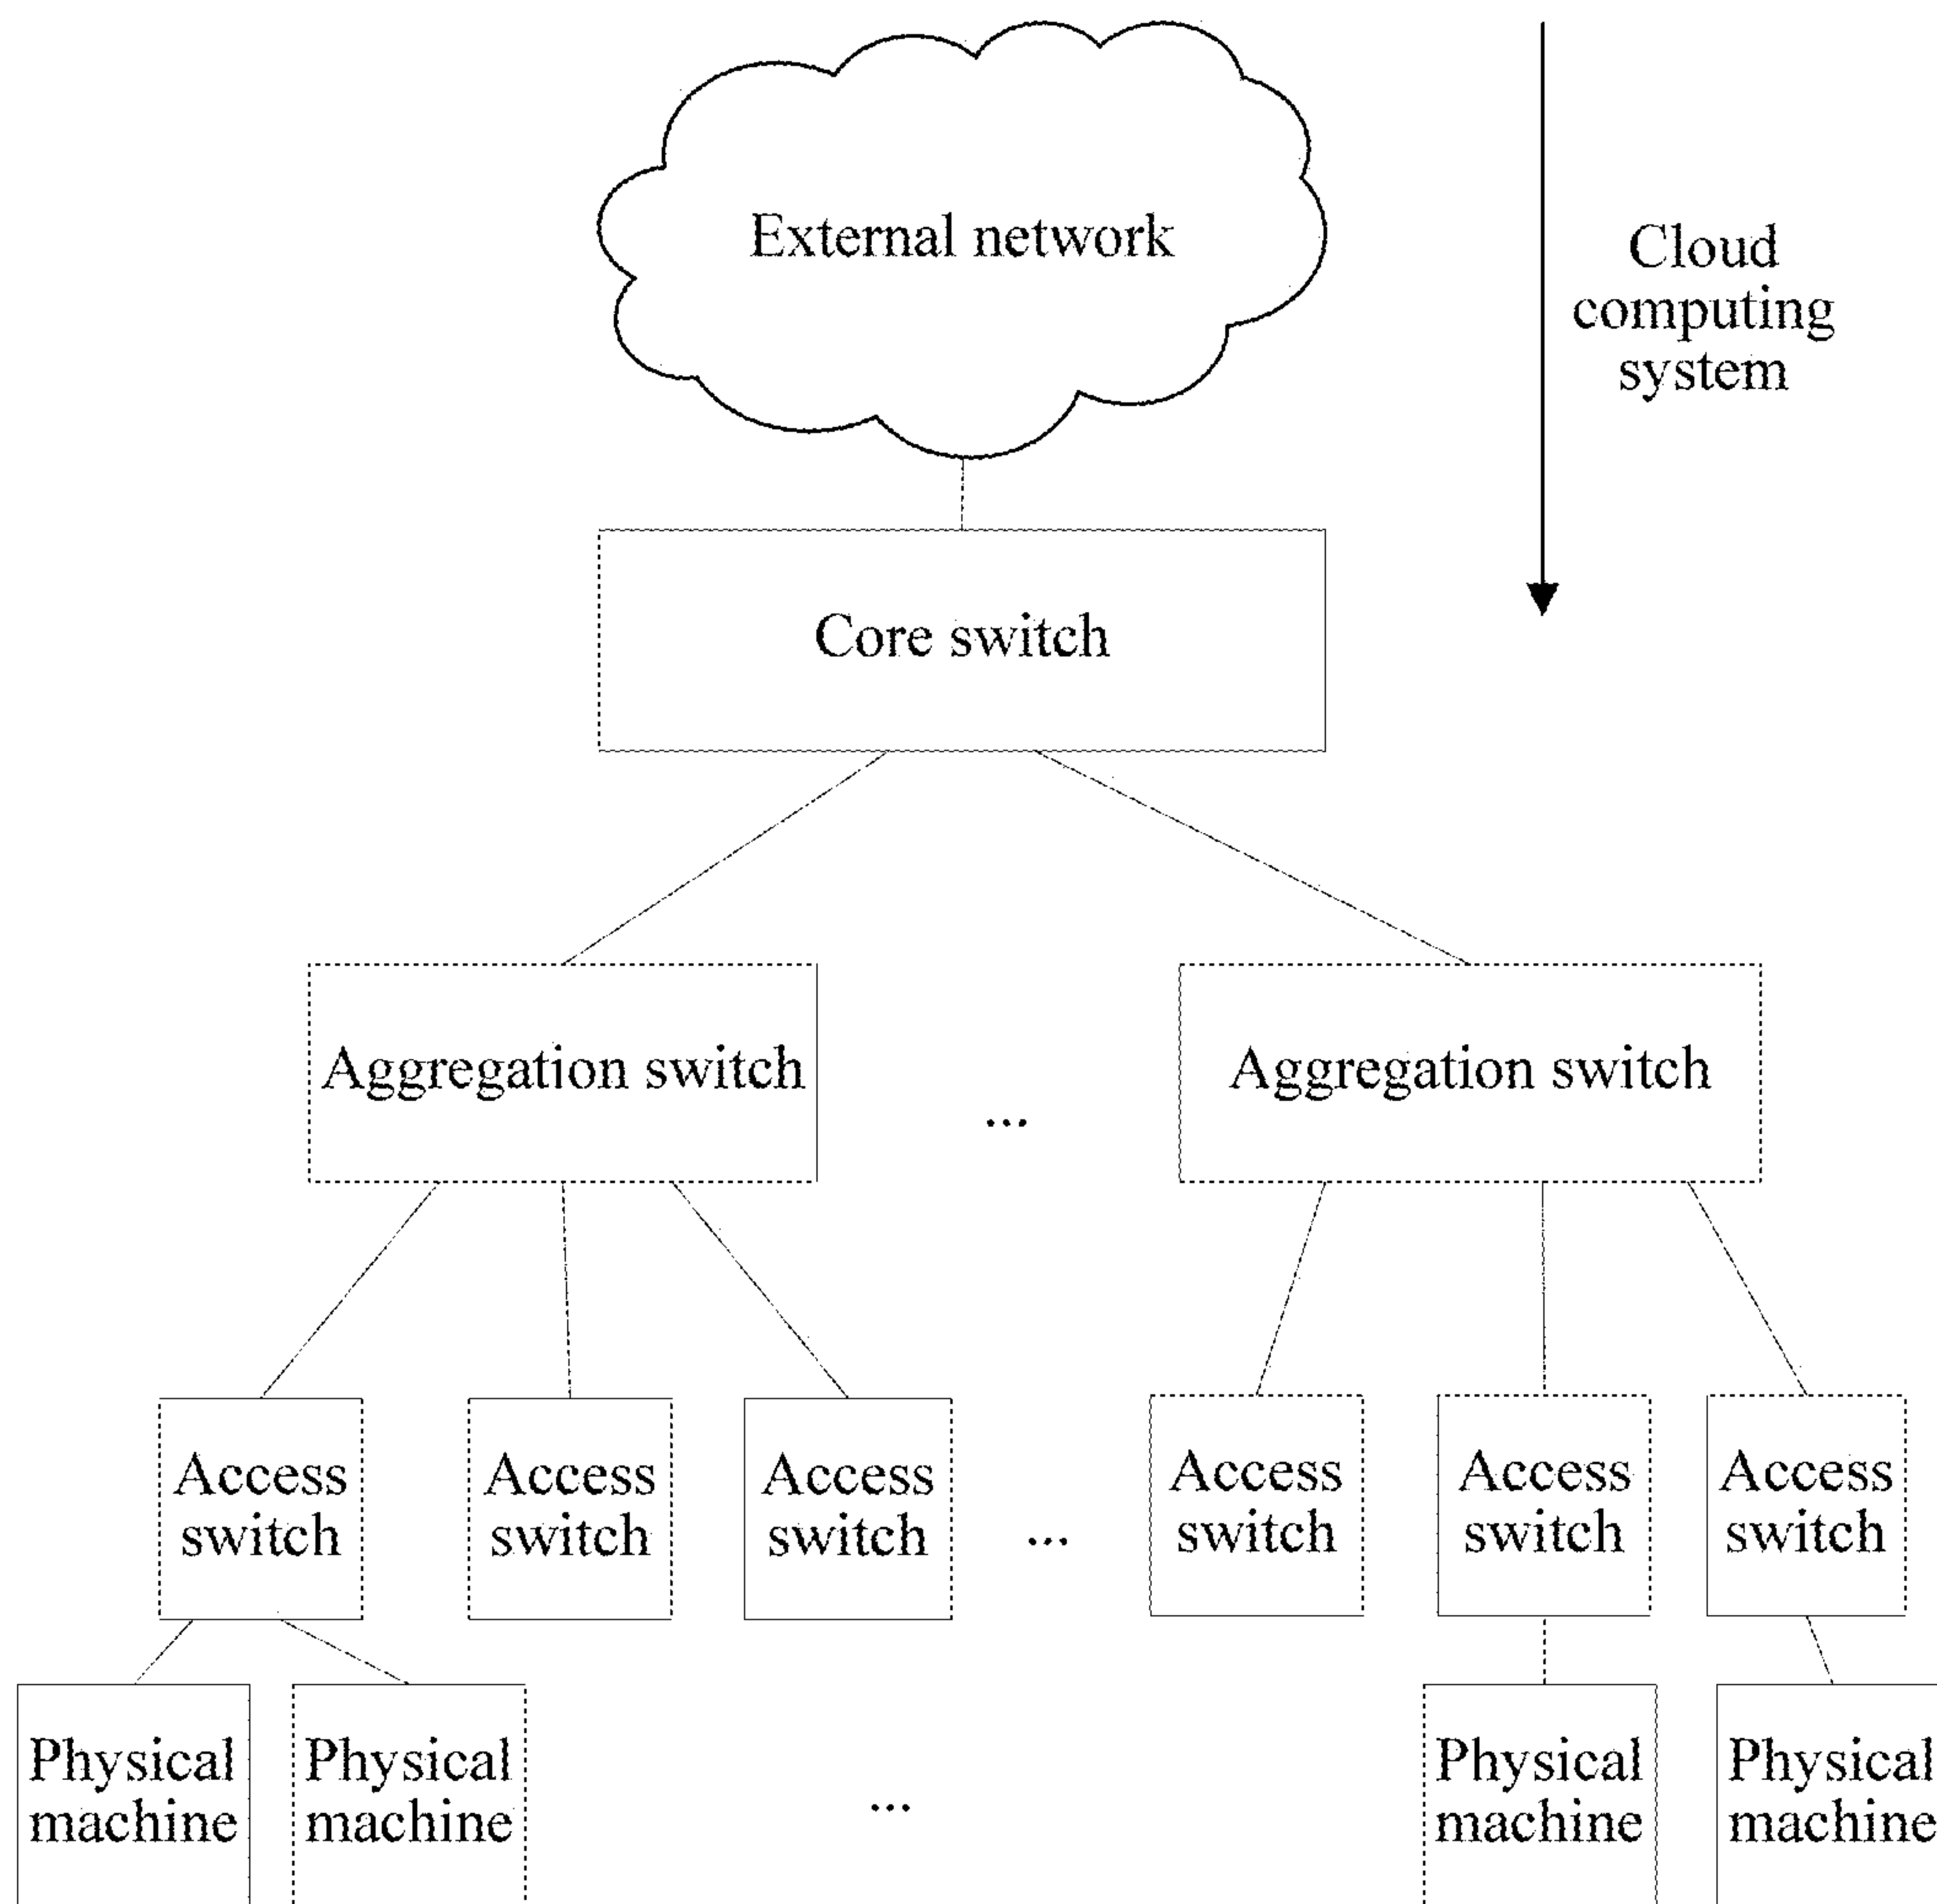 External network
Cloud
computing
system
Core switch
Aggregation switch
...
Aggregation switch
Access
switch
Access
switch
Access
switch
...
Access
switch
Access
switch
Access
switch
Physical
machine
Physical
machine
...
Physical
machine
Physical
machine